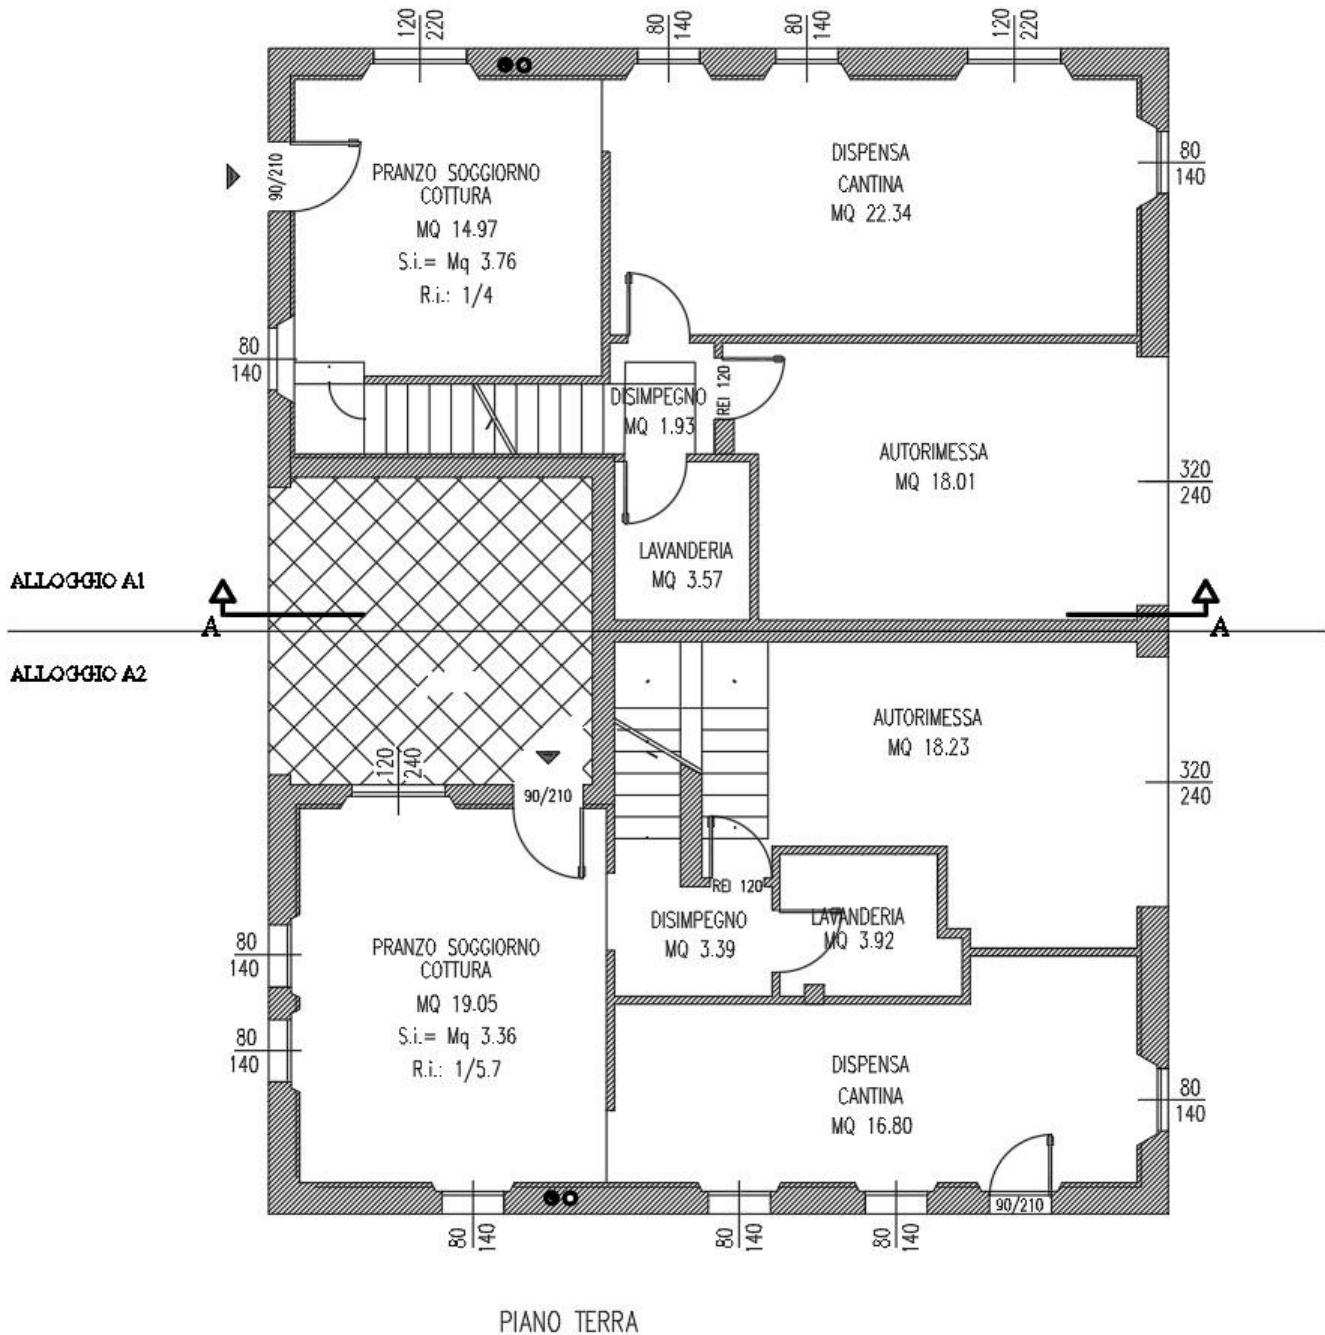 120
220
80
140
80
140
120
220
90/210
PRANZO SOGGIORNO
COTTURA
MQ 14.97
S.i.= Mq 3.76
R.i.: 1/4
DISPENSA
CANTINA
MQ 22.34
80
140
80
140
DISIMPEGNO
MQ 1.93
REI 120
AUTORIMESSA
MQ 18.01
320
240
LAVANDERIA
MQ 3.57
ALLOGGIO A1
A
A
ALLOGGIO A2
AUTORIMESSA
MQ 18.23
120
240
90/210
320
240
REI 120
DISIMPEGNO
MQ 3.39
LAVANDERIA
MQ 3.92
80
140
PRANZO SOGGIORNO
COTTURA
MQ 19.05
S.i.= Mq 3.36
R.i.: 1/5.7
80
140
DISPENSA
CANTINA
MQ 16.80
80
140
90/210
80
140
80
140
80
140
PIANO TERRA